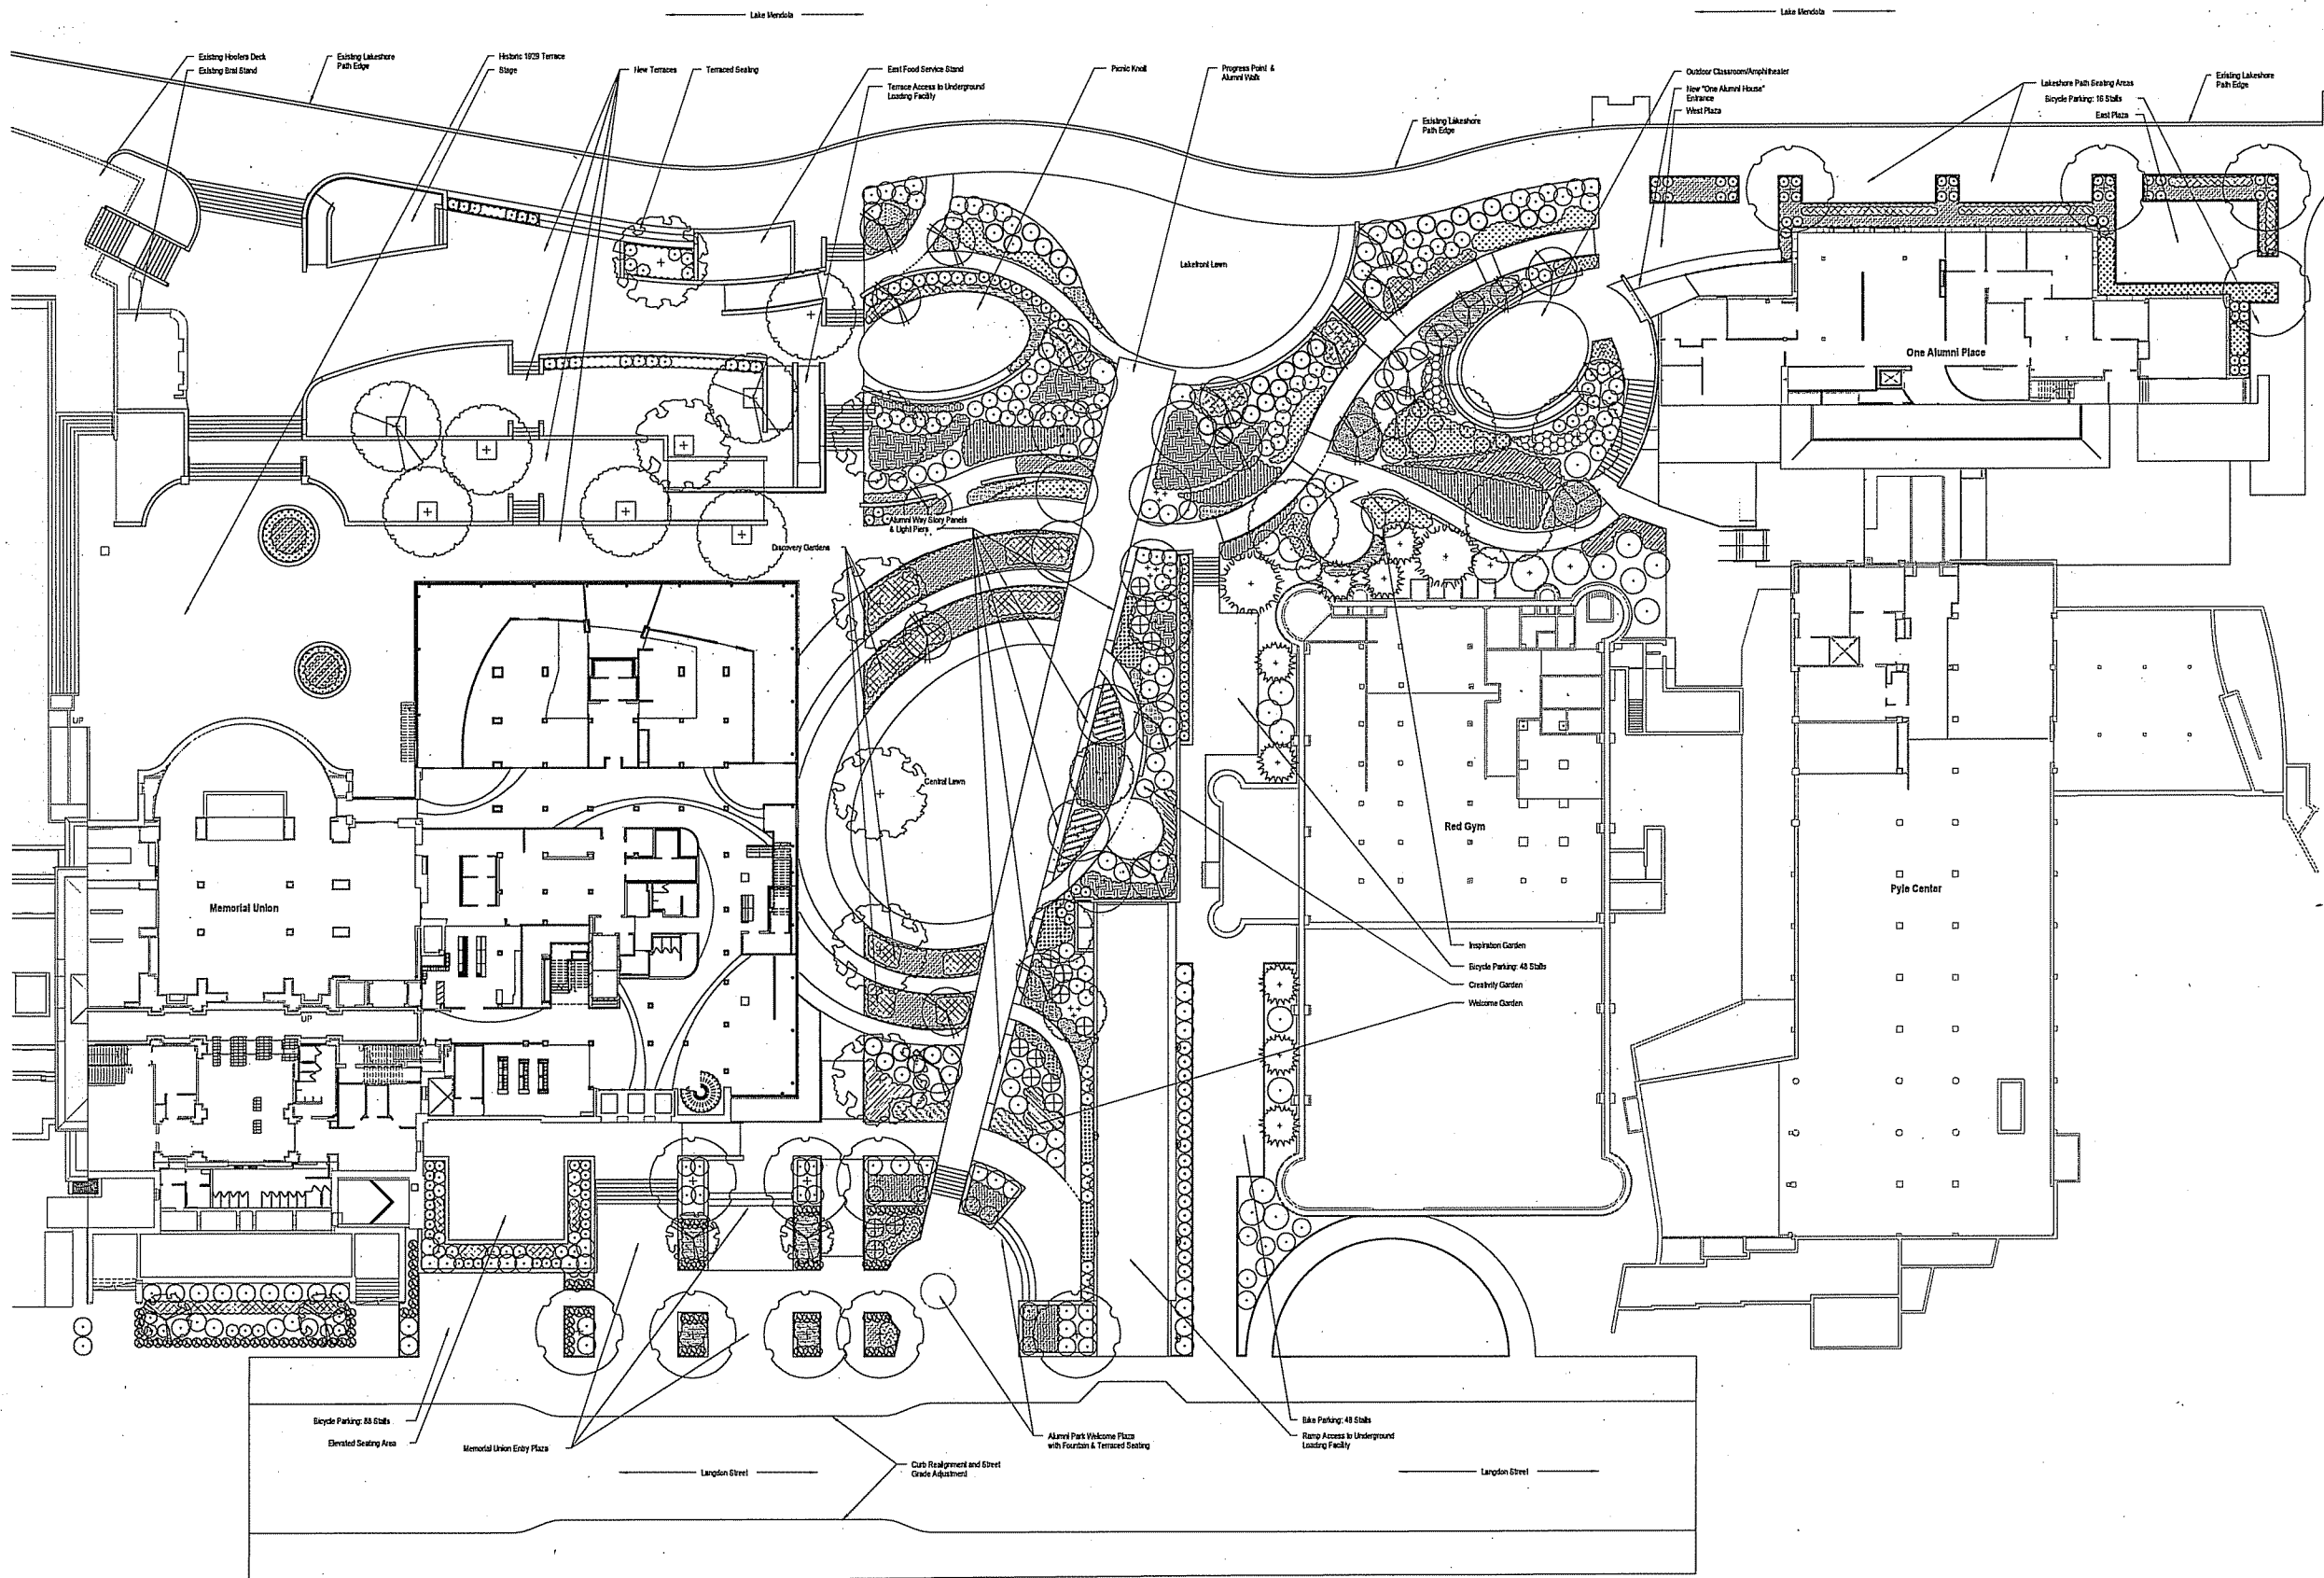 Lake Mendota
Lake Mendota
Existing Hoofers Deck
Existing Brat Stand
Existing Lakeshore
Path Edge
Historic 1929 Terrace
Stage
New Terraces
Terraced Seating
East Food Service Stand
Terrace Access to Underground
Loading Facility
Picnic Knoll
Progress Point &
Alumni Walk
Existing Lakeshore
Path Edge
Outdoor Classroom/Amphitheater
New "One Alumni House"
Entrance
West Plaza
Lakeshore Path Seating Areas
Bicycle Parking: 16 Stalls
East Plaza
Existing Lakeshore
Path Edge
Lakefront Lawn
One Alumni Place
Alumni Way Story Panels
& Light Piers
Discovery Gardens
UP
Central Lawn
Red Gym
Memorial Union
Pyle Center
Inspiration Garden
Bicycle Parking: 48 Stalls
Creativity Garden
Welcome Garden
UP
Bicycle Parking: 88 Stalls
Elevated Seating Area
Memorial Union Entry Plaza
Alumni Park Welcome Plaza
with Fountain & Terraced Seating
Bike Parking: 48 Stalls
Ramp Access to Underground
Loading Facility
Curb Realignment and Street
Grade Adjustment
Langdon Street
Langdon Street